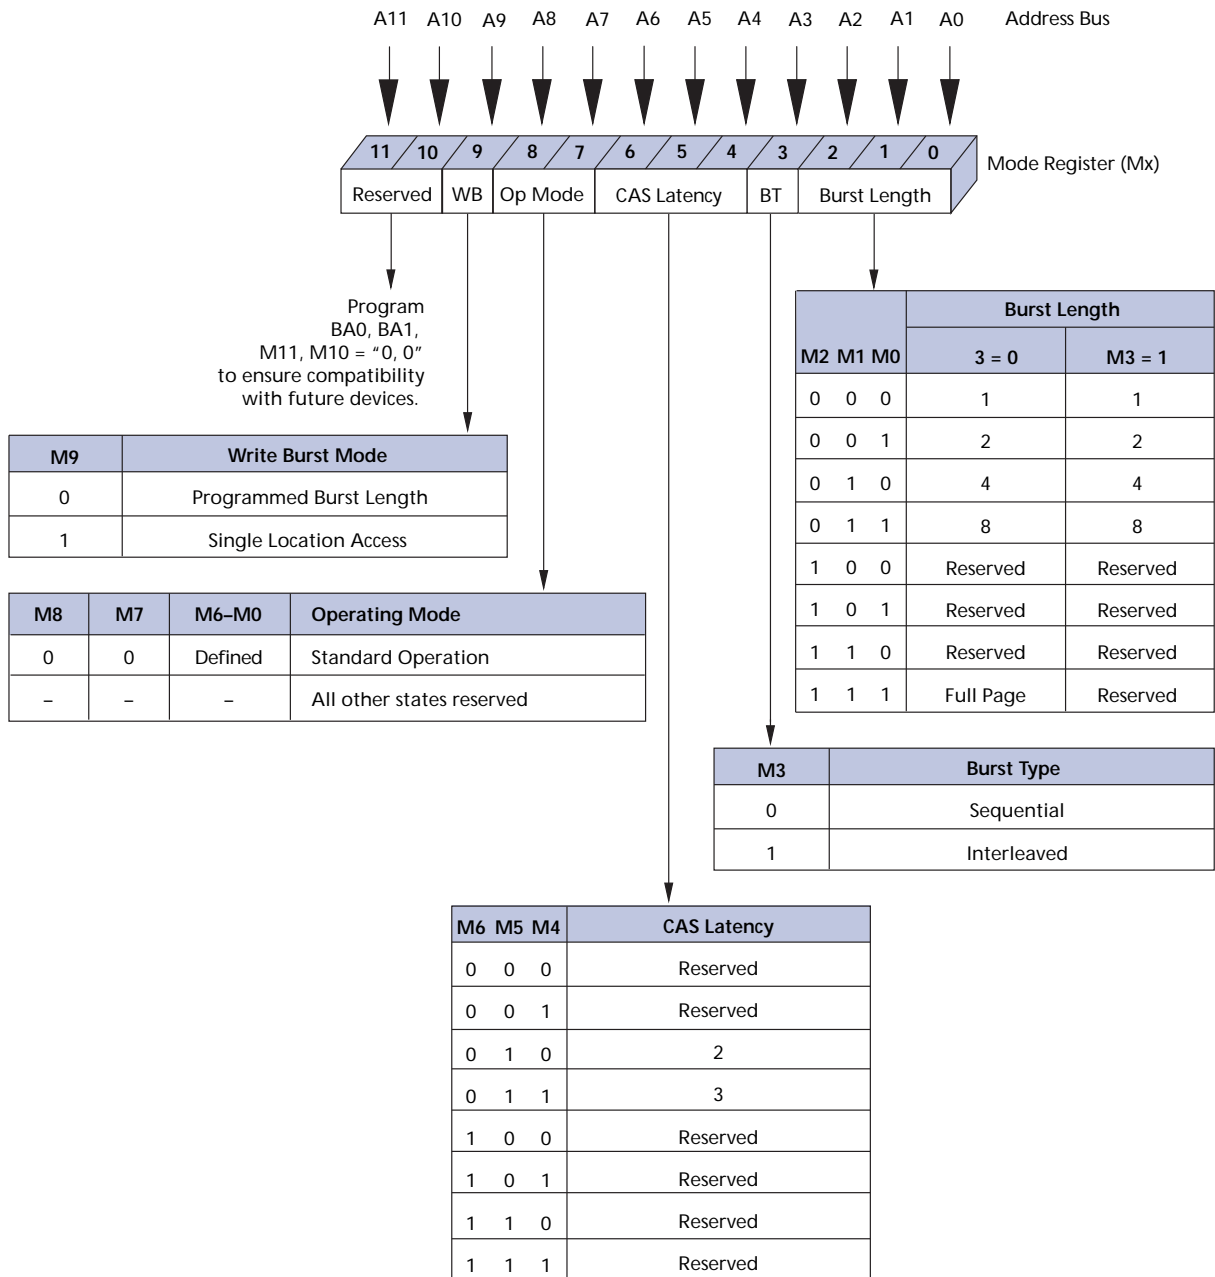 A11 A10 A9 A8 A7 A6 A5 A4 A3 A2 A1 A0 Address Bus
11 10 9 8 7 6 5 4 3 2 1 0
Mode Register (Mx)
Reserved WB Op Mode CAS Latency BT Burst Length
Program
BA0, BA1,
M11, M10 = “0, 0”
to ensure compatibility
with future devices.
Burst Length
M2 M1 M0 3 = 0 M3 = 1
0 0 0 1 1
0 0 1 2 2
0 1 0 4 4
0 1 1 8 8
1 0 0 Reserved Reserved
1 0 1 Reserved Reserved
1 1 0 Reserved Reserved
1 1 1 Full Page Reserved
M9 Write Burst Mode
0 Programmed Burst Length
1 Single Location Access
M8 M7 M6–M0 Operating Mode
0 0 Defined Standard Operation
– – – All other states reserved
M3 Burst Type
0 Sequential
1 Interleaved
M6 M5 M4 CAS Latency
0 0 0 Reserved
0 0 1 Reserved
0 1 0 2
0 1 1 3
1 0 0 Reserved
1 0 1 Reserved
1 1 0 Reserved
1 1 1 Reserved